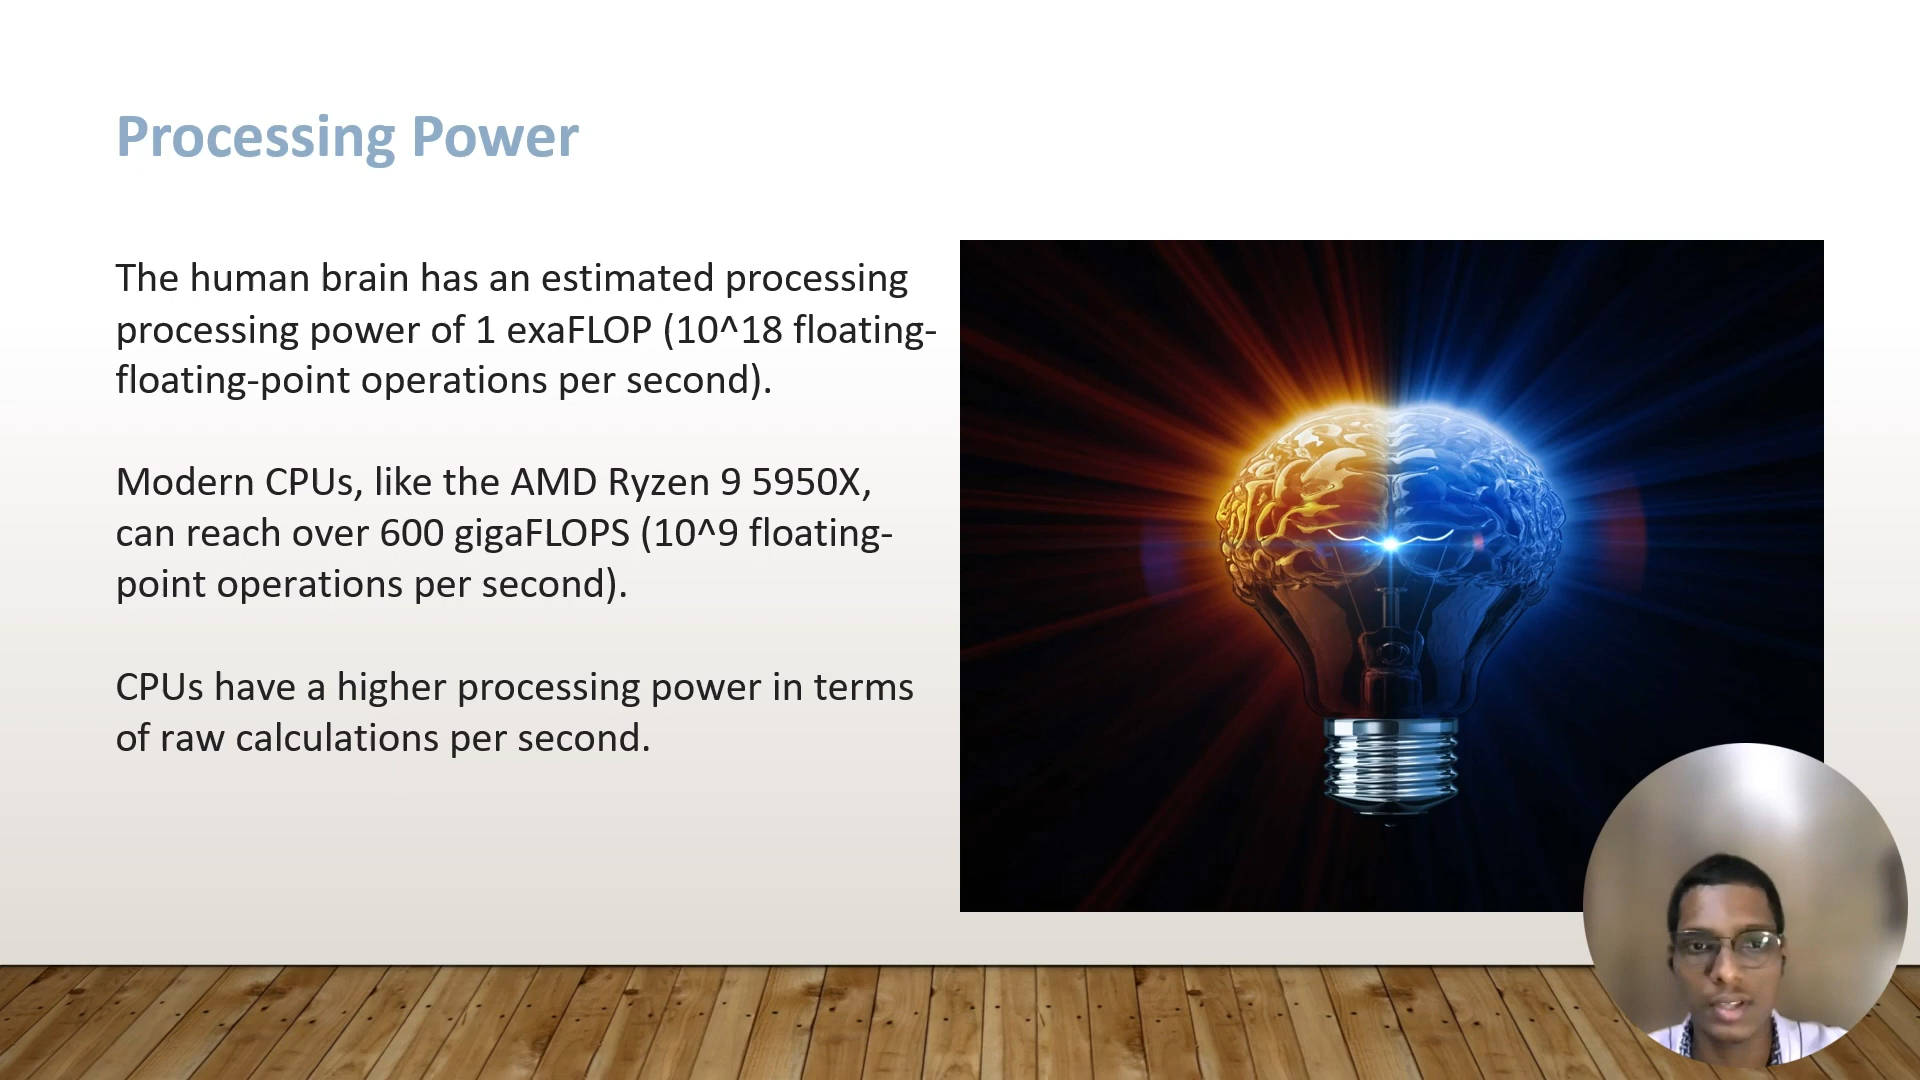 Processing Power
The human brain has an estimated processing
processing power of 1 exaFLOP (10^18 floating-
floating-point operations per second).
Modern CPUs, like the AMD Ryzen 9 5950X,
can reach over 600 gigaFLOPS (10^9 floating-
point operations per second).
CPUs have a higher processing power in terms
of raw calculations per second.